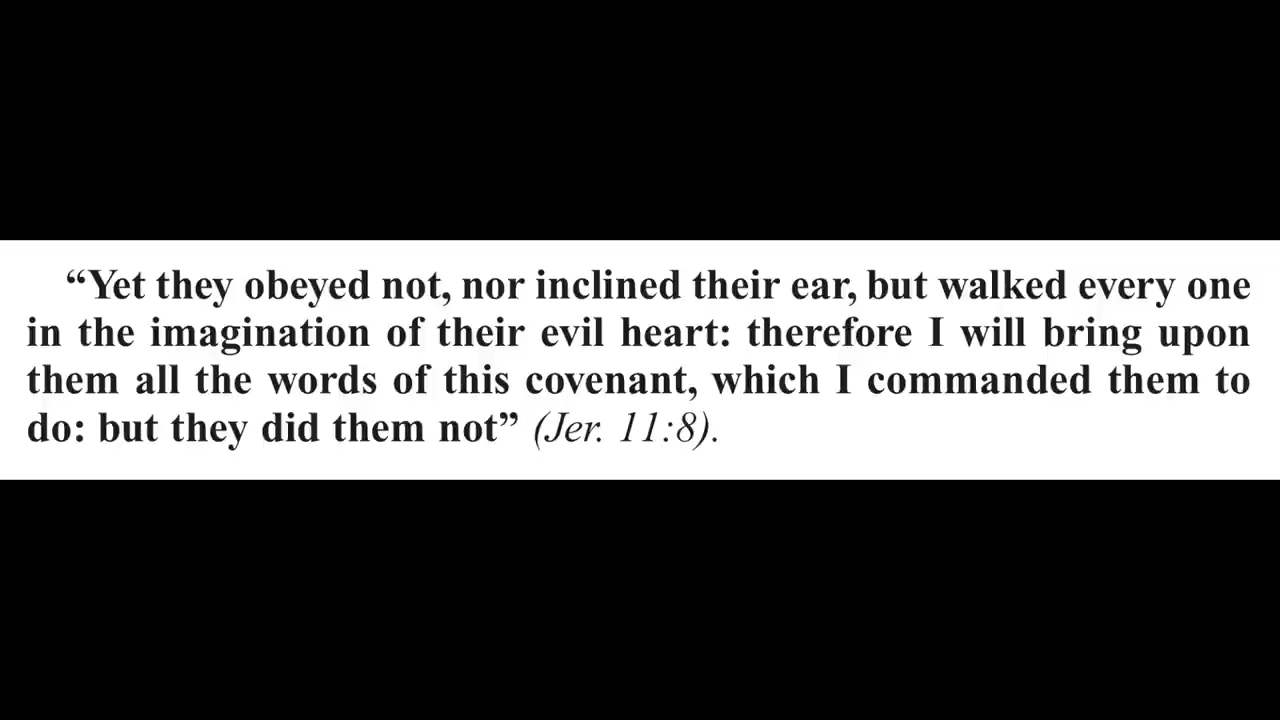 “Yet they obeyed not, nor inclined their ear, but walked every one
in the imagination of their evil heart: therefore I will bring upon
them all the words of this covenant, which I commanded them to
do: but they did them not” (Jer. 11:8).